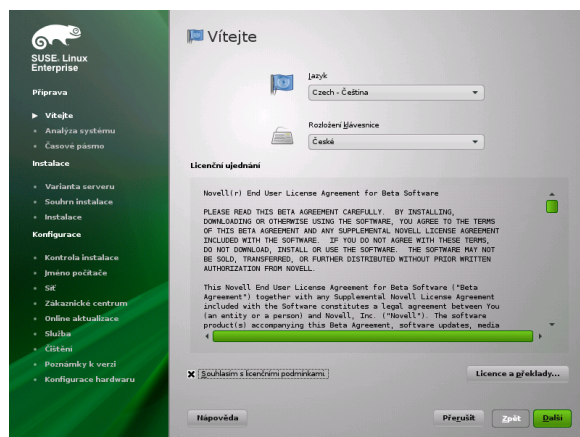 SUSE. Linux
Enterprise
Příprava
Vítejte
Analýza systému
Časové pásmo
Instalace
Varianta serveru
Souhrn instalace
Instalace
Konfigurace
Kontrola instalace
Jméno počítače
Síť
Zákaznické centrum
Online aktualizace
Služba
Čištění
Poznámky k verzi
Konfigurace hardwaru
Vítejte
Jazyk
Czech - Čeština
Rozložení klávesnice
České
Licenční ujednání
Novell(r) End User License Agreement for Beta Software
PLEASE READ THIS BETA AGREEMENT CAREFULLY. BY INSTALLING,
DOWNLOADING OR OTHERWISE USING THE SOFTWARE, YOU AGREE TO THE TERMS
OF THIS BETA AGREEMENT AND ANY SUPPLEMENTAL NOVELL LICENSE AGREEMENT
INCLUDED WITH THE SOFTWARE. IF YOU DO NOT AGREE WITH THESE TERMS,
DO NOT DOWNLOAD, INSTALL OR USE THE SOFTWARE. THE SOFTWARE MAY NOT
BE SOLD, TRANSFERRED, OR FURTHER DISTRIBUTED WITHOUT PRIOR WRITTEN
AUTHORIZATION FROM NOVELL.
This Novell End User License Agreement for Beta Software ("Beta
Agreement") together with any Supplemental Novell License Agreement
included with the Software constitutes a legal agreement between You
(an entity or a person) and Novell, Inc. ("Novell"). The software
product(s) accompanying this Beta Agreement, software updates, media
Souhlasím s licenčními podmínkami.
Licence a překlady...
Nápověda
Přerušit
Zpět
Další